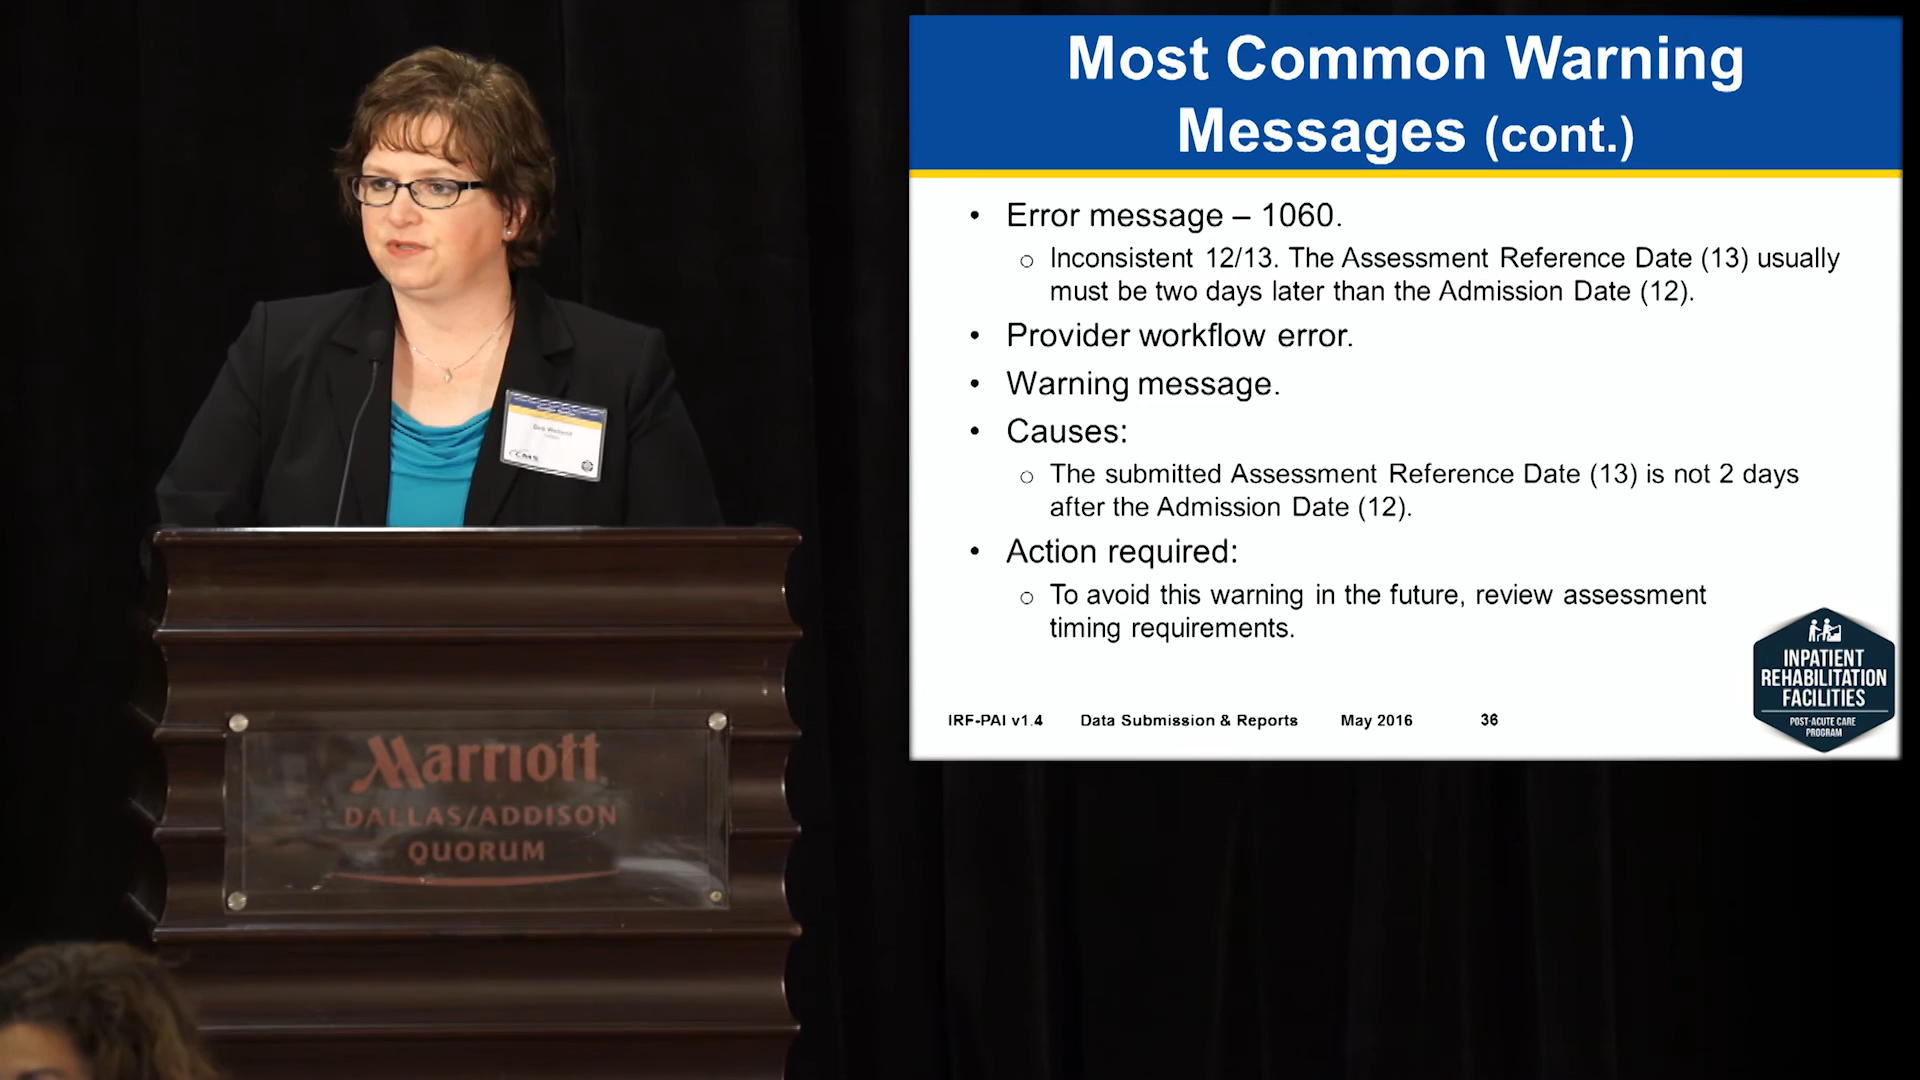 Most Common Warning
Messages (cont.)
• Error message – 1060.
o Inconsistent 12/13. The Assessment Reference Date (13) usually
must be two days later than the Admission Date (12).
• Provider workflow error.
• Warning message.
• Causes:
o The submitted Assessment Reference Date (13) is not 2 days
after the Admission Date (12).
• Action required:
o To avoid this warning in the future, review assessment
timing requirements.
IRF-PAI v1.4 Data Submission & Reports May 2016 36
INPATIENT
REHABILITATION
FACILITIES
POST-ACUTE CARE
PROGRAM
CMS
Marriott
DALLAS/ADDISON
QUORUM